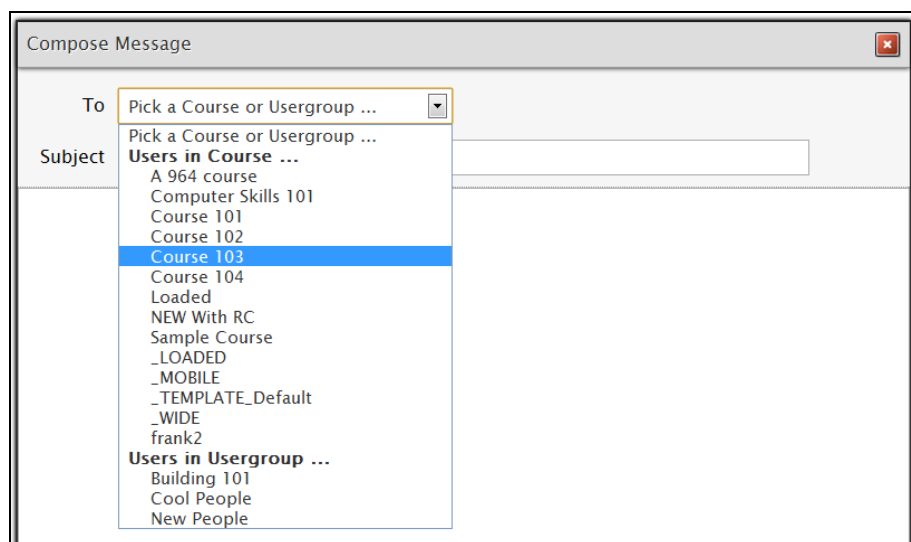 Compose Message
To
Pick a Course or Usergroup ...
Pick a Course or Usergroup ...
Subject
Users in Course ...
A 964 course
Computer Skills 101
Course 101
Course 102
Course 103
Course 104
Loaded
NEW With RC
Sample Course
_LOADED
_MOBILE
_TEMPLATE_Default
_WIDE
frank2
Users in Usergroup ...
Building 101
Cool People
New People